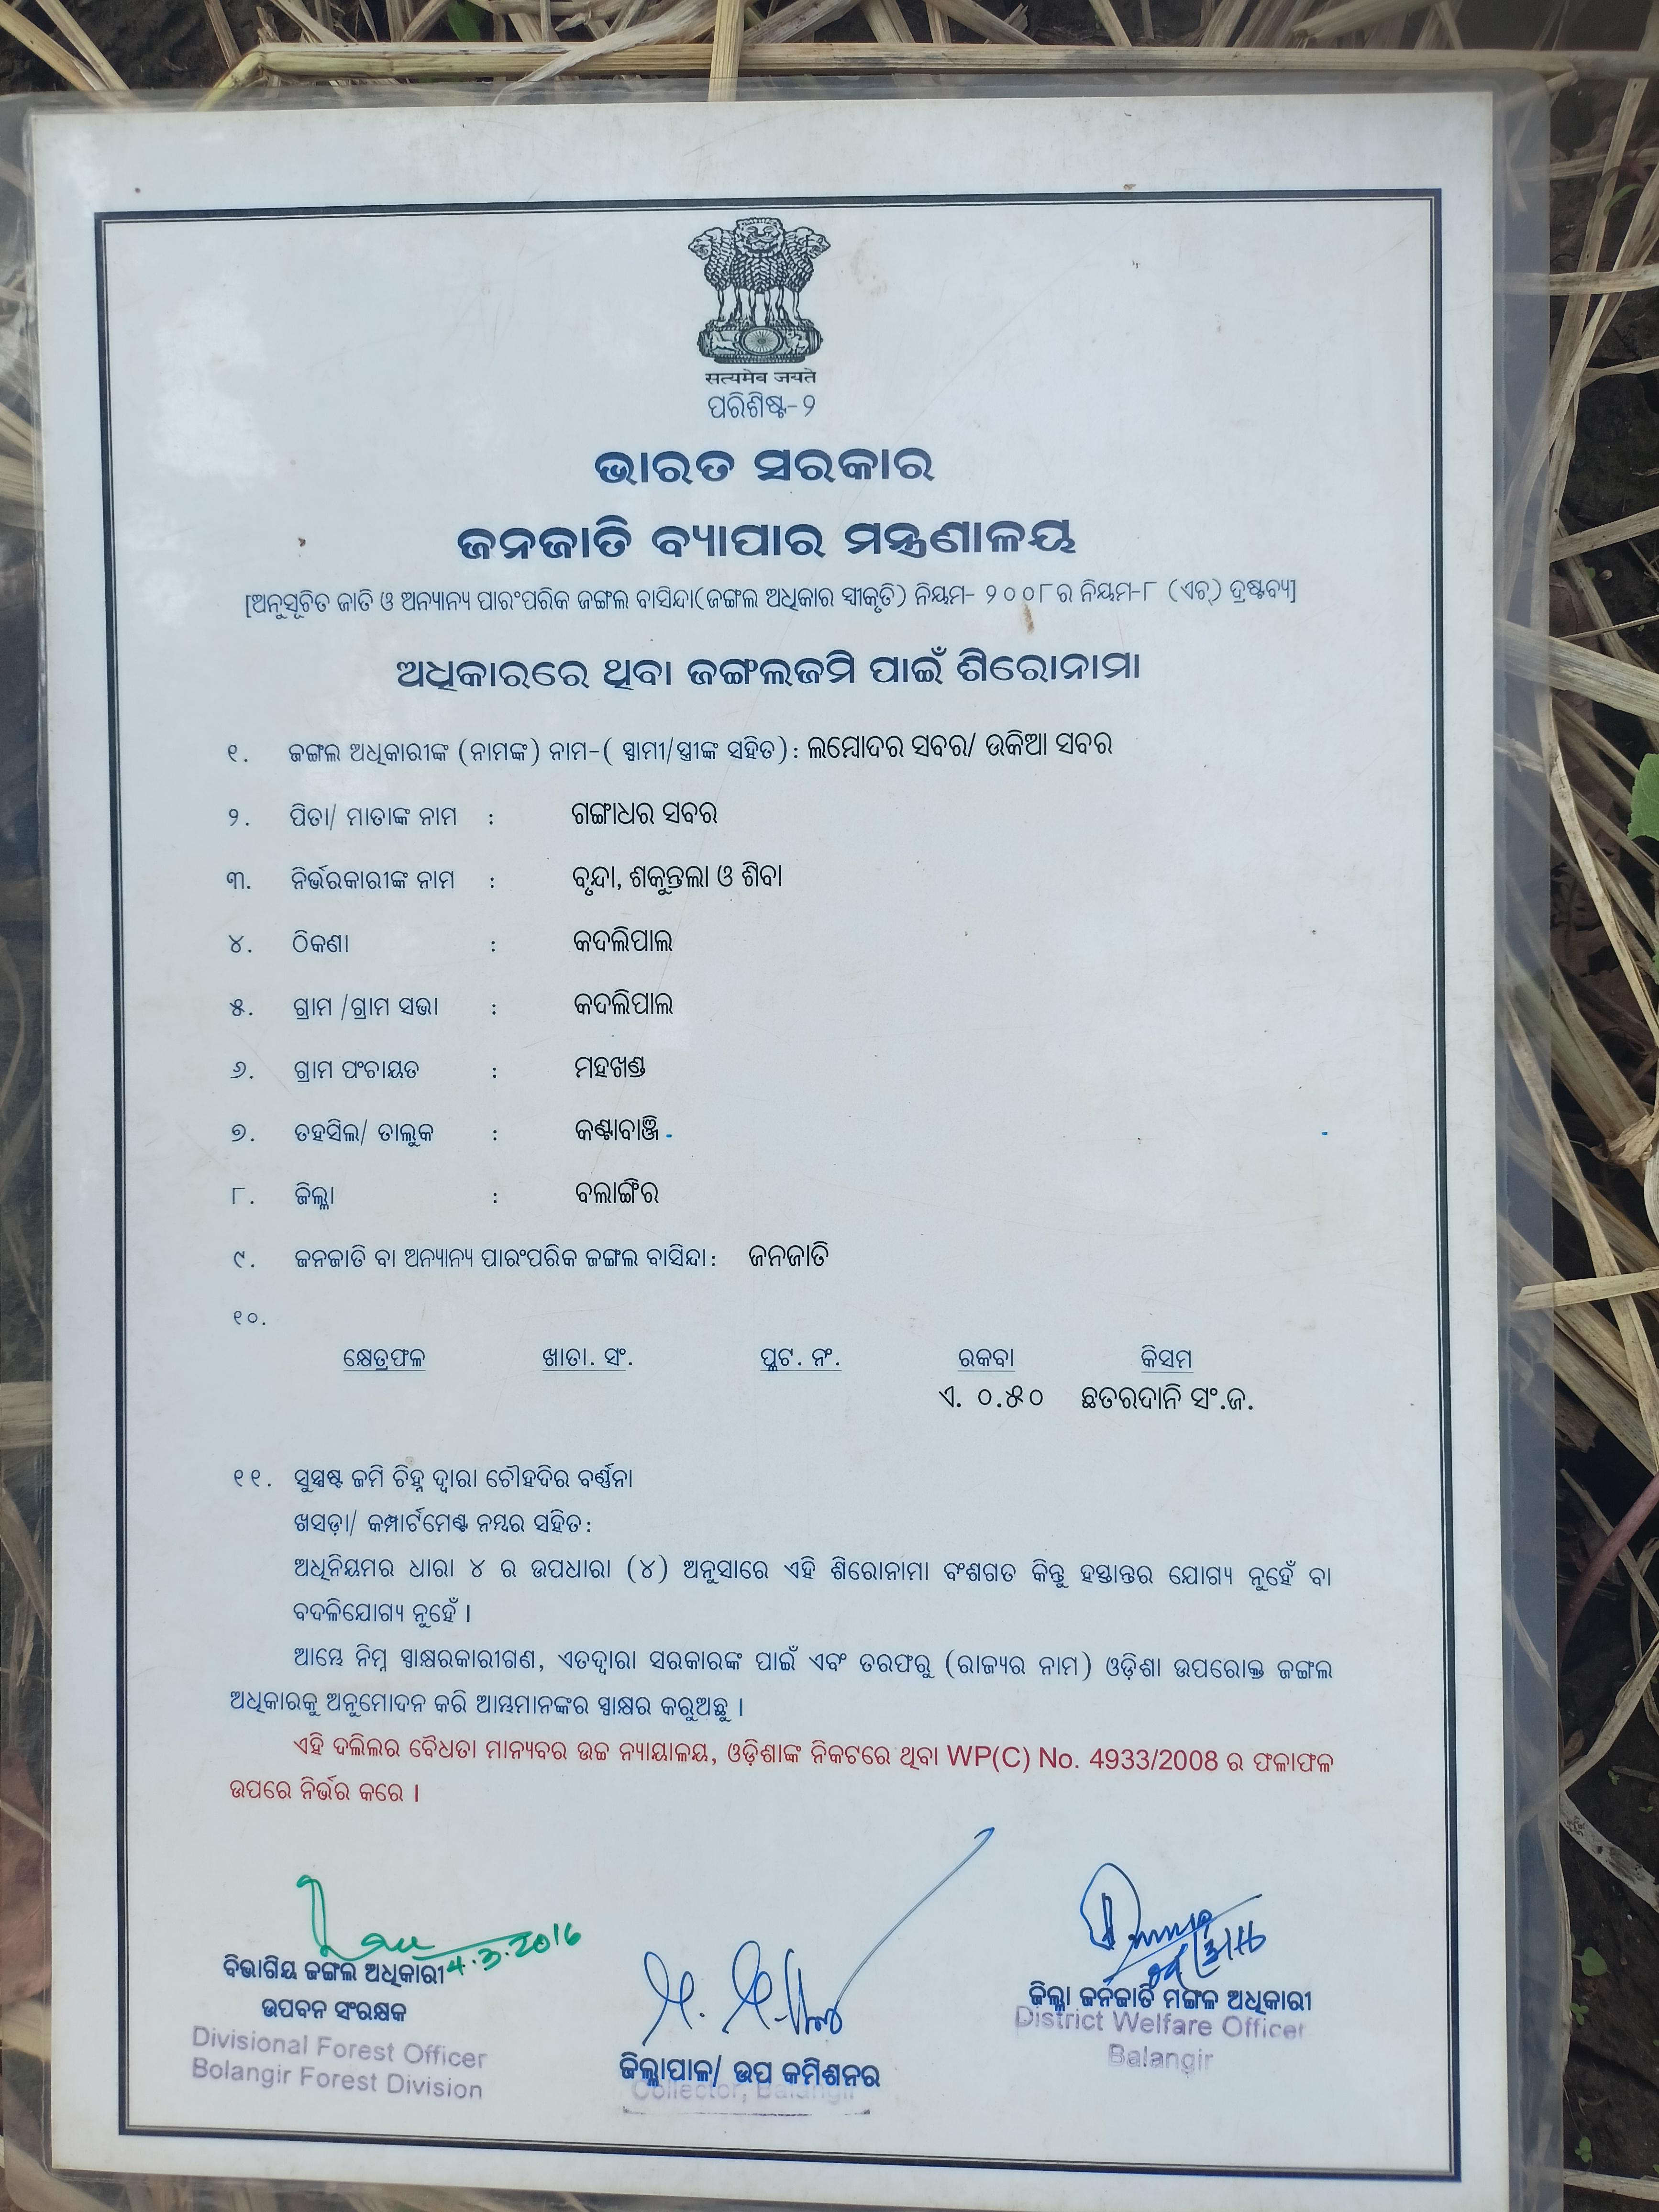 सत्यमेव जयते
ପରିଶିଷ୍ଟ-୨
ଭାରତ ସରକାର
ଜନଜାତି ବ୍ୟାପାର ମନ୍ତ୍ରଣାଳୟ
[ଅନୁସୂଚିତ ଜାତି ଓ ଅନ୍ୟାନ୍ୟ ପାରଂପରିକ ଜଙ୍ଗଲ ବାସିନ୍ଦା(ଜଙ୍ଗଲ ଅଧିକାର ସ୍ୱୀକୃତି) ନିୟମ- ୨୦୦୮ର ନିୟମ-୮ (ଏଚ୍) ଦ୍ରଷ୍ଟବ୍ୟ]
ଅଧିକାରରେ ଥିବା ଜଙ୍ଗଲଜମି ପାଇଁ ଶିରୋନାମା
୧. ଜଙ୍ଗଲ ଅଧିକାରୀଙ୍କ (ନାମଙ୍କ) ନାମ-( ସ୍ୱାମୀ/ସ୍ତ୍ରୀଙ୍କ ସହିତ): ଲମ୍ବୋଦର ସବର/ ଉକିଆ ସବର
୨. ପିତା/ ମାତାଙ୍କ ନାମ : ଗଙ୍ଗାଧର ସବର
୩. ନିର୍ଭରକାରୀଙ୍କ ନାମ : ବୃନ୍ଦା, ଶକୁନ୍ତଲା ଓ ଶିବା
୪. ଠିକଣା : କଦଲିପାଲ
୫. ଗ୍ରାମ /ଗ୍ରାମ ସଭା : କଦଲିପାଲ
୬. ଗ୍ରାମ ପଂଚାୟତ : ମହଖଣ୍ଡ
୭. ତହସିଲ/ ତାଲୁକ : କଣ୍ଟାବାଞ୍ଝି
୮. ଜିଲ୍ଲା : ବଲାଙ୍ଗିର
୯. ଜନଜାତି ବା ଅନ୍ୟାନ୍ୟ ପାରଂପରିକ ଜଙ୍ଗଲ ବାସିନ୍ଦା: ଜନଜାତି
୧୦.
କ୍ଷେତ୍ରଫଳ ଖାତା. ସଂ. ପ୍ଲଟ. ନଂ. ରକବା କିସମ
ଏ. ୦.୫୦ ଛତରଦାନି ସଂ.ଜ.
୧୧. ସୁସ୍ପଷ୍ଟ ଜମି ଚିହ୍ନ ଦ୍ୱାରା ଚୌହଦିର ବର୍ଣ୍ଣନା
ଖସଡ଼ା/ କମ୍ପାର୍ଟମେଣ୍ଟ ନମ୍ବର ସହିତ:
ଅଧିନିୟମର ଧାରା ୪ ର ଉପଧାରା (୪) ଅନୁସାରେ ଏହି ଶିରୋନାମା ବଂଶଗତ କିନ୍ତୁ ହସ୍ତାନ୍ତର ଯୋଗ୍ୟ ନୁହେଁ ବା
ବଦଳିଯୋଗ୍ୟ ନୁହେଁ ।
ଆମ୍ଭେ ନିମ୍ନ ସ୍ୱାକ୍ଷରକାରୀଗଣ, ଏତଦ୍ୱାରା ସରକାରଙ୍କ ପାଇଁ ଏବଂ ତରଫରୁ (ରାଜ୍ୟର ନାମ) ଓଡ଼ିଶା ଉପରୋକ୍ତ ଜଙ୍ଗଲ
ଅଧିକାରକୁ ଅନୁମୋଦନ କରି ଆମ୍ଭମାନଙ୍କର ସ୍ୱାକ୍ଷର କରୁଅଛୁ ।
ଏହି ଦଲିଲର ବୈଧତା ମାନ୍ୟବର ଉଚ୍ଚ ନ୍ୟାୟାଳୟ, ଓଡ଼ିଶାଙ୍କ ନିକଟରେ ଥିବା WP(C) No. 4933/2008 ର ଫଳାଫଳ
ଉପରେ ନିର୍ଭର କରେ ।
4.3.2016
ବିଭାଗିୟ ଜଙ୍ଗଲ ଅଧିକାରୀ
ଉପବନ ସଂରକ୍ଷକ
Divisional Forest Officer
Bolangir Forest Division
ଜିଲ୍ଲାପାଳ/ ଉପ କମିଶନର
Collector, Balangir
ଜିଲ୍ଲା ଜନଜାତି ମଙ୍ଗଳ ଅଧିକାରୀ
District Welfare Officer
Balangir